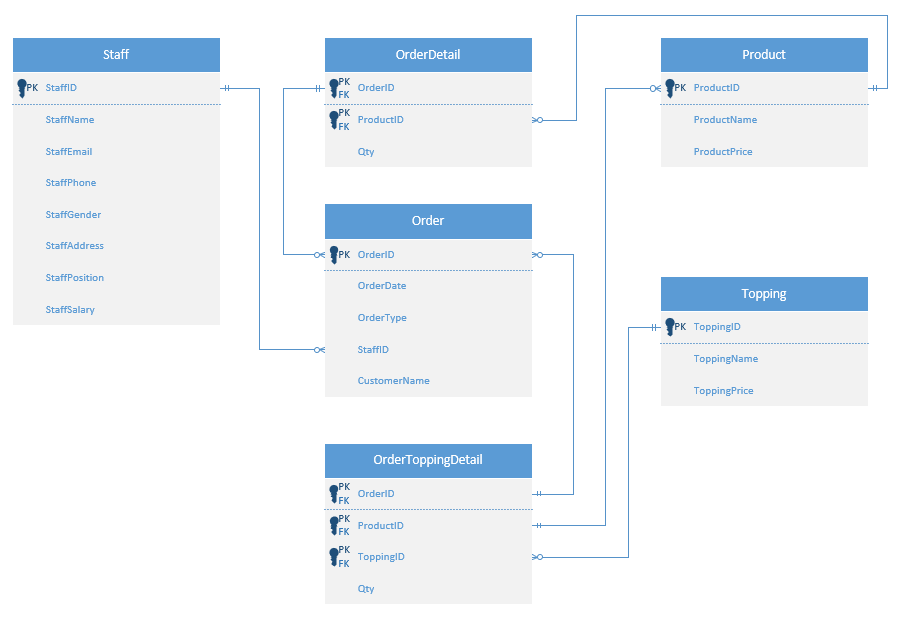 Staff
PK StaffID
StaffName
StaffEmail
StaffPhone
StaffGender
StaffAddress
StaffPosition
StaffSalary
OrderDetail
PK
FK OrderID
PK
FK ProductID
Qty
Product
PK ProductID
ProductName
ProductPrice
Order
PK OrderID
OrderDate
OrderType
StaffID
CustomerName
Topping
PK ToppingID
ToppingName
ToppingPrice
OrderToppingDetail
PK
FK OrderID
PK
FK ProductID
PK
FK ToppingID
Qty